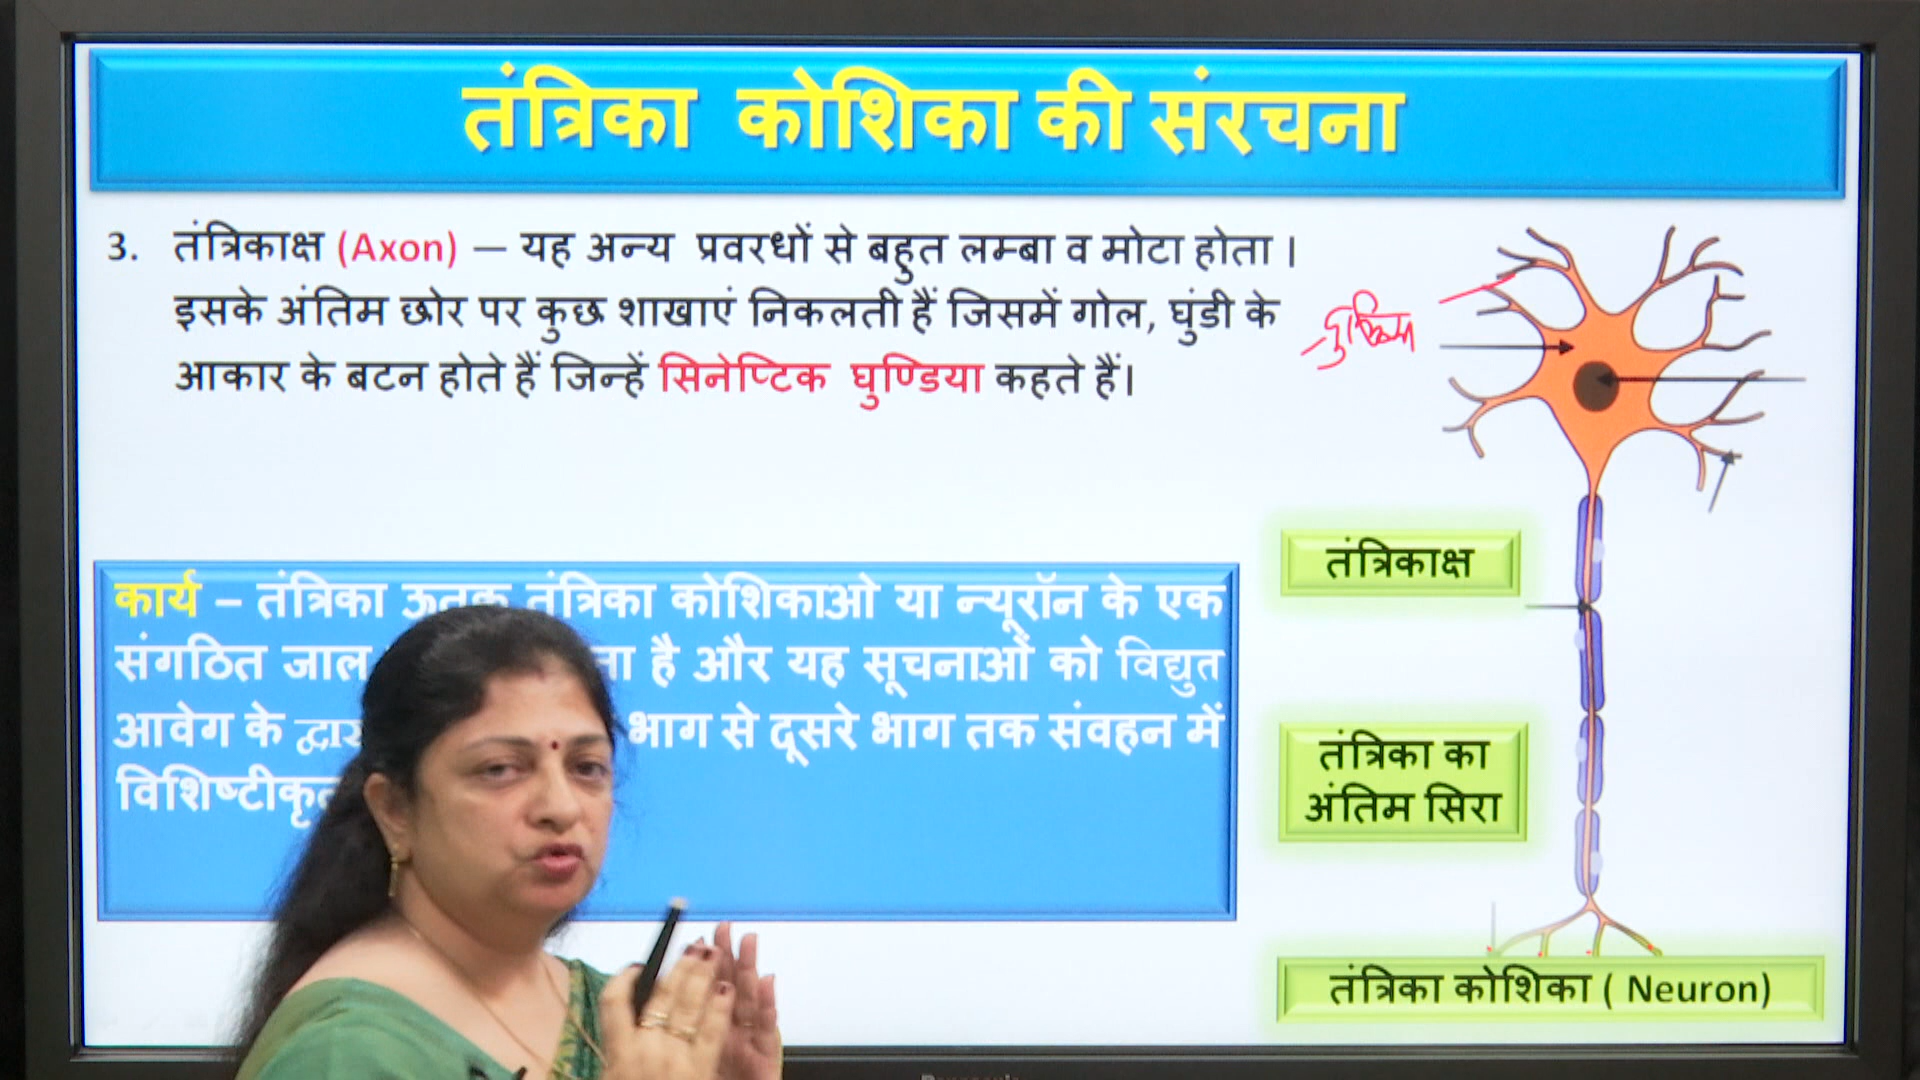 तंत्रिका कोशिका की संरचना
3. तंत्रिकाक्ष (Axon) – यह अन्य प्रवरधों से बहुत लम्बा व मोटा होता ।
इसके अंतिम छोर पर कुछ शाखाएं निकलती हैं जिसमें गोल, घुंडी के
आकार के बटन होते हैं जिन्हें सिनेप्टिक घुण्डिया कहते हैं।
कार्य – तंत्रिका ऊतक तंत्रिका कोशिकाओ या न्यूरॉन के एक
संगठित जाल है और यह सूचनाओं को विद्युत
आवेग के भाग से दूसरे भाग तक संवहन में
तंत्रिकाक्ष
तंत्रिका का
अंतिम सिरा
तंत्रिका कोशिका ( Neuron)